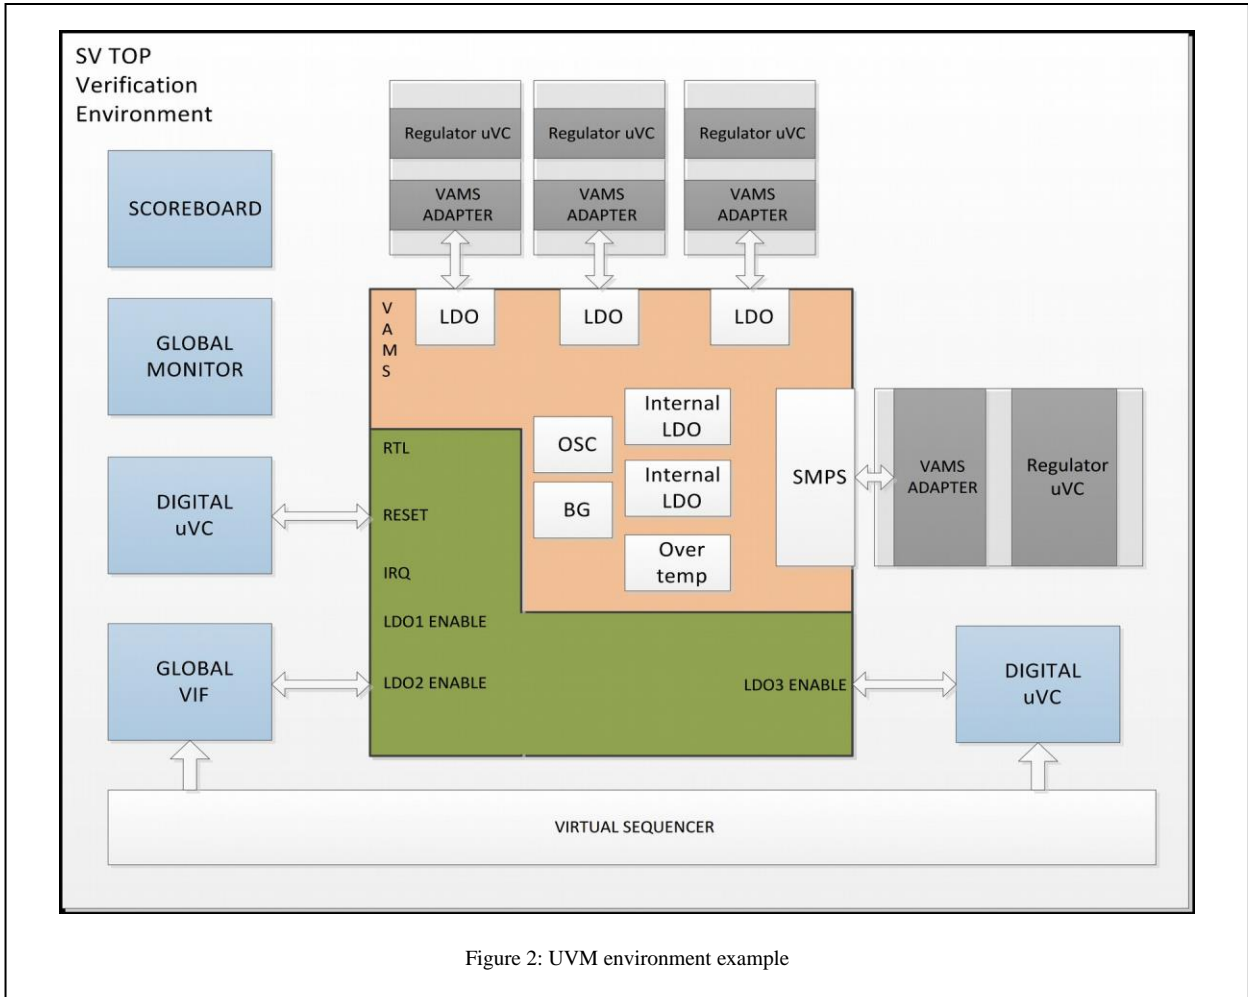 SV TOP
Verification
Environment
SCOREBOARD
GLOBAL
MONITOR
DIGITAL
uVC
GLOBAL
VIF
Regulator uVC
VAMS
ADAPTER
Regulator uVC
VAMS
ADAPTER
Regulator uVC
VAMS
ADAPTER
V
A
M
S
LDO
LDO
LDO
Internal
LDO
OSC
Internal
LDO
BG
Over
temp
SMPS
VAMS
ADAPTER
Regulator
uVC
RTL
RESET
IRQ
LDO1 ENABLE
LDO2 ENABLE
LDO3 ENABLE
DIGITAL
uVC
VIRTUAL SEQUENCER
Figure 2: UVM environment example